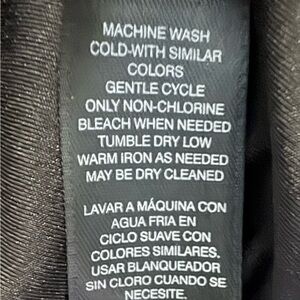 MACHINE WASH
COLD-WITH SIMILAR
COLORS
GENTLE CYCLE
ONLY NON-CHLORINE
BLEACH WHEN NEEDED
TUMBLE DRY LOW
WARM IRON AS NEEDED
MAY BE DRY CLEANED
LAVAR A MÁQUINA CON
AGUA FRIA EN
CICLO SUAVE CON
COLORES SIMILARES.
USAR BLANQUEADOR
SIN CLORO CUANDO SE
NECESITE.